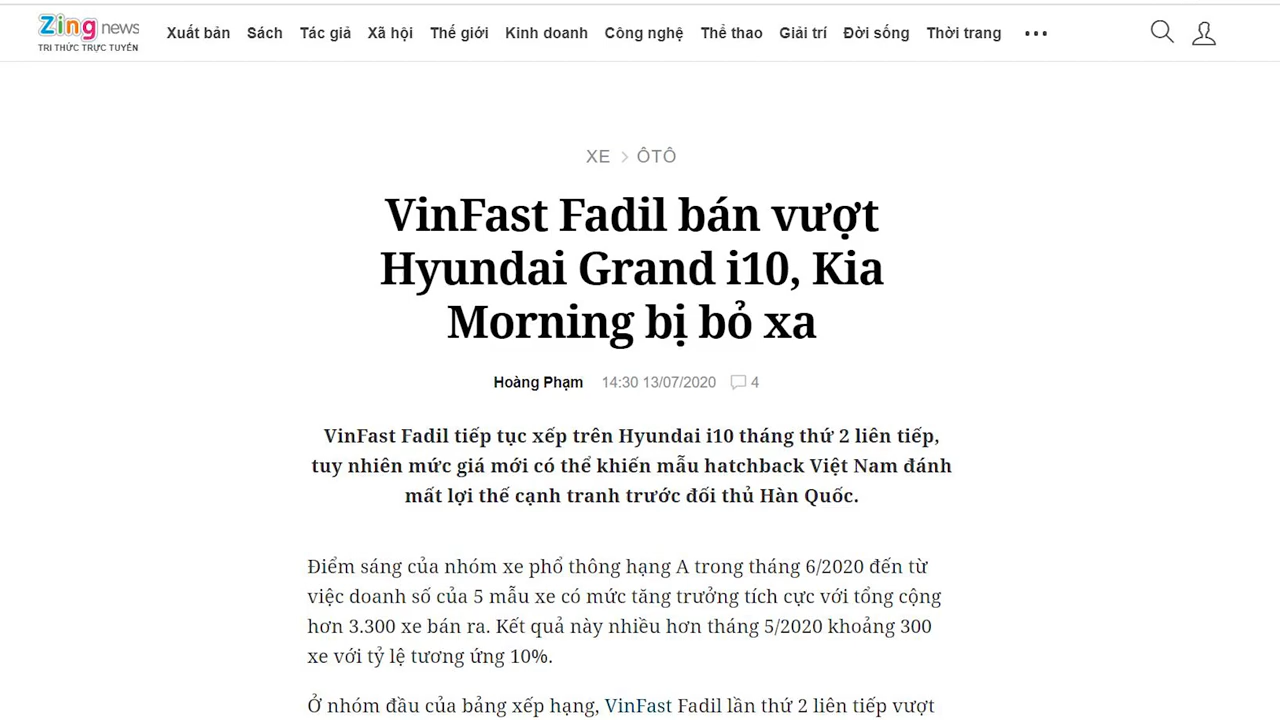 Zing news
TRI THỨC TRỰC TUYẾN
Xuất bản Sách Tác giả Xã hội Thế giới Kinh doanh Công nghệ Thể thao Giải trí Đời sống Thời trang •••
XE > ÔTÔ
VinFast Fadil bán vượt
Hyundai Grand i10, Kia
Morning bị bỏ xa
Hoàng Phạm 14:30 13/07/2020 4
VinFast Fadil tiếp tục xếp trên Hyundai i10 tháng thứ 2 liên tiếp,
tuy nhiên mức giá mới có thể khiến mẫu hatchback Việt Nam đánh
mất lợi thế cạnh tranh trước đối thủ Hàn Quốc.
Điểm sáng của nhóm xe phổ thông hạng A trong tháng 6/2020 đến từ
việc doanh số của 5 mẫu xe có mức tăng trưởng tích cực với tổng cộng
hơn 3.300 xe bán ra. Kết quả này nhiều hơn tháng 5/2020 khoảng 300
xe với tỷ lệ tương ứng 10%.
Ở nhóm đầu của bảng xếp hạng, VinFast Fadil lần thứ 2 liên tiếp vượt